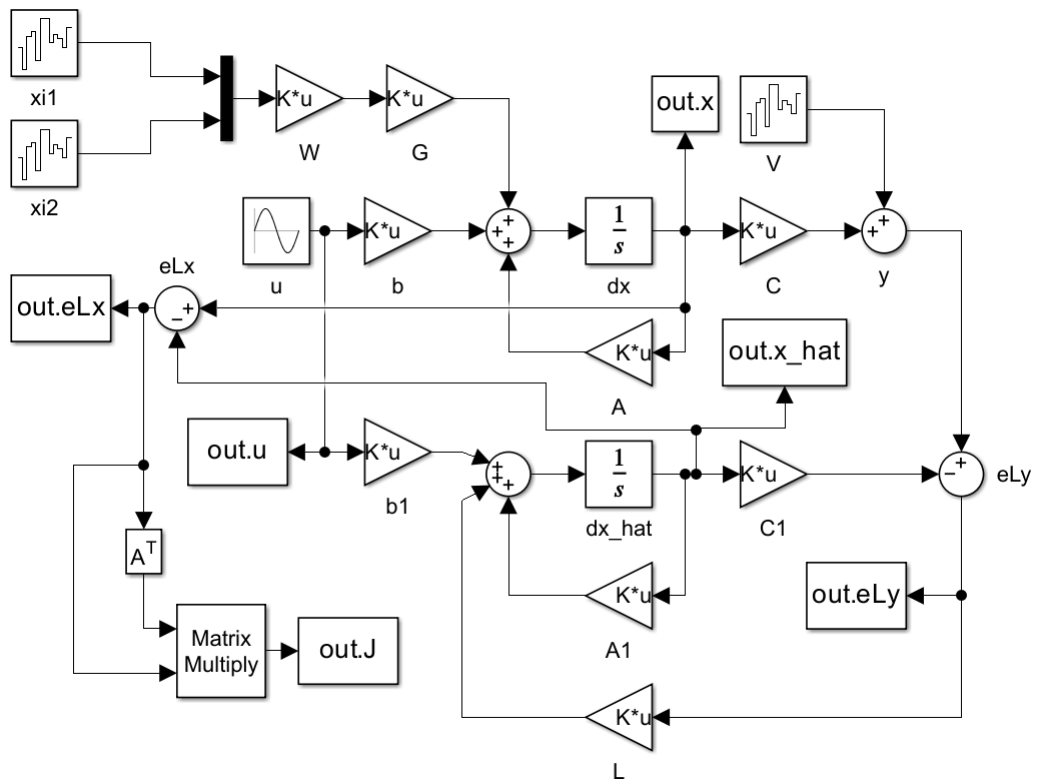 xi1
K*u
K*u
out.x
W
G
V
xi2
K*u
+
+
+
1
s
K*u
+
+
u
b
dx
C
y
eLx
out.eLx
− +
K*u
out.x_hat
A
out.u
K*u
+
+
+
1
s
K*u
− +
eLy
b1
dx_hat
C1
A^T
K*u
out.eLy
A1
Matrix
Multiply
out.J
K*u
L